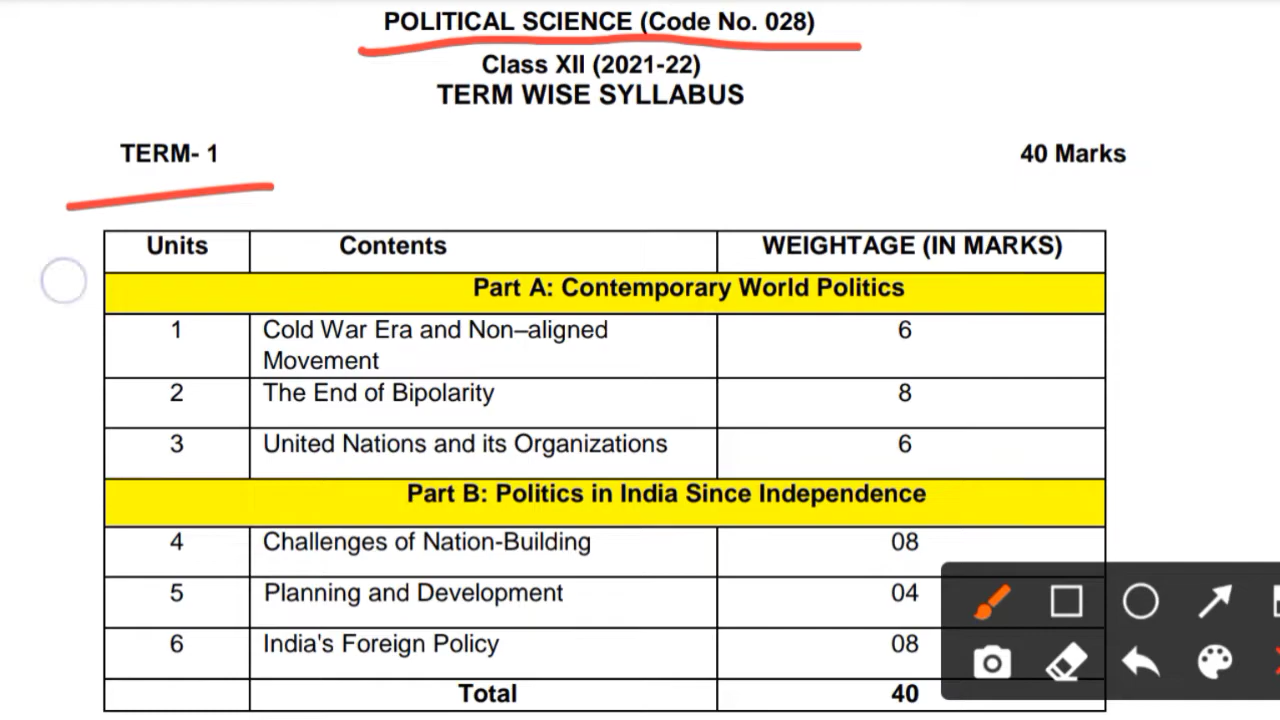 POLITICAL SCIENCE (Code No. 028)
Class XII (2021-22)
TERM WISE SYLLABUS
TERM- 1 40 Marks
Units Contents WEIGHTAGE (IN MARKS)
Part A: Contemporary World Politics
1 Cold War Era and Non–aligned 6
Movement
2 The End of Bipolarity 8
3 United Nations and its Organizations 6
Part B: Politics in India Since Independence
4 Challenges of Nation-Building 08
5 Planning and Development 04
6 India's Foreign Policy 08
Total 40